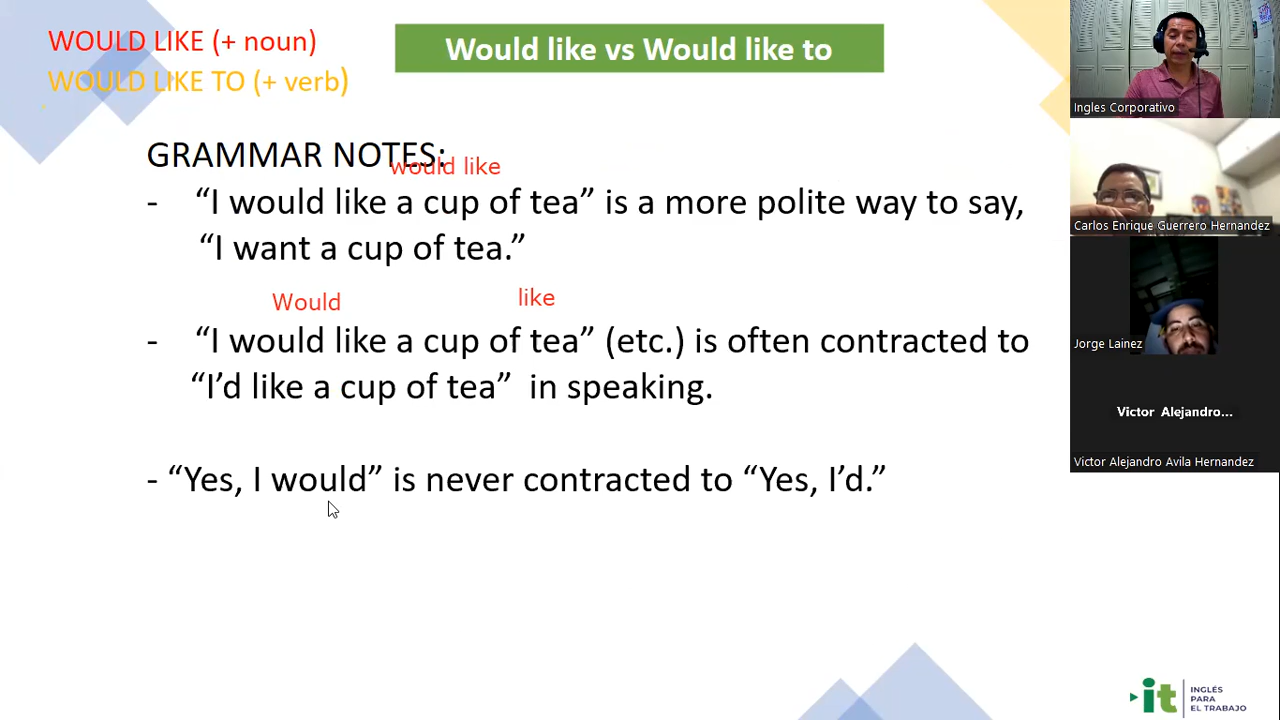 WOULD LIKE (+ noun)
WOULD LIKE TO (+ verb)
Would like vs Would like to
GRAMMAR NOTES:
would like
- “I would like a cup of tea” is a more polite way to say,
“I want a cup of tea.”
Would like
- “I would like a cup of tea” (etc.) is often contracted to
“I’d like a cup of tea” in speaking.
- “Yes, I would” is never contracted to “Yes, I’d.”
Ingles Corporativo
Carlos Enrique Guerrero Hernandez
Jorge Lainez
Victor Alejandro...
Victor Alejandro Avila Hernandez
it
INGLÉS
PARA
EL TRABAJO